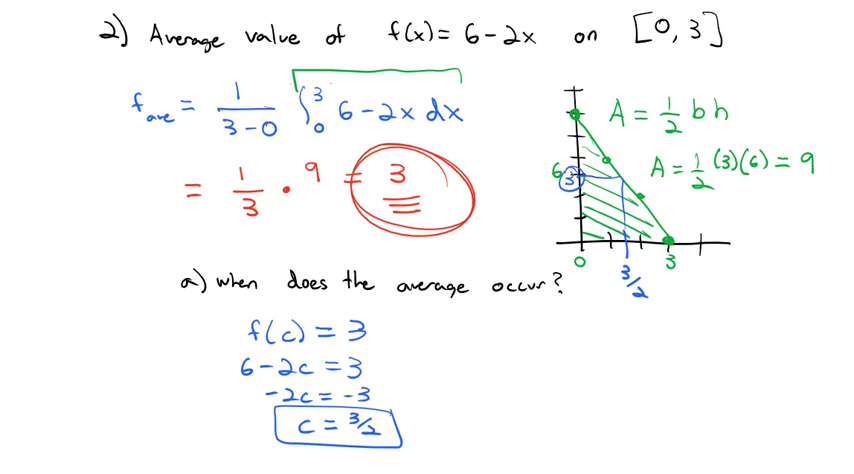 2) Average value of f(x) = 6 - 2x on [0, 3]
f ave = 1/(3-0) ∫₀³ 6 - 2x dx
= 1/3 · 9 = 3
A = 1/2 b h
A = 1/2 (3)(6) = 9
6
3
0
3
3/2
a) when does the average occur?
f(c) = 3
6 - 2c = 3
-2c = -3
c = 3/2